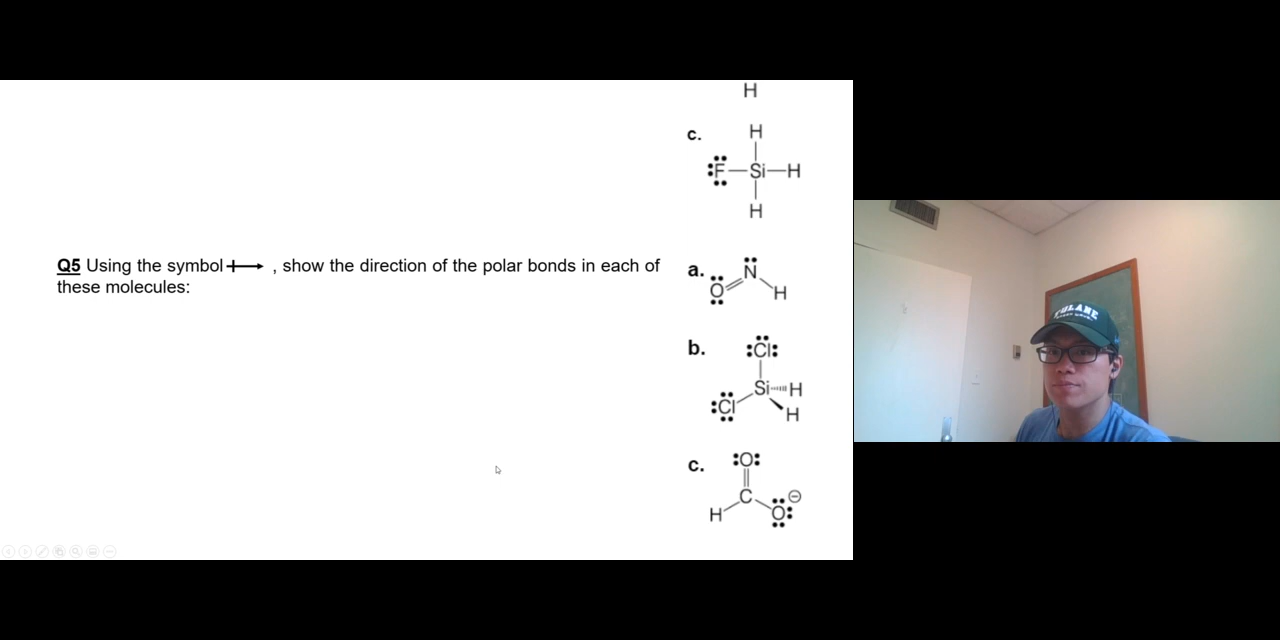 H
c.
H
:F—Si—H
H
Q5 Using the symbol , show the direction of the polar bonds in each of
these molecules:
a.
O=N
H
b.
:Cl:
Si H
:Cl
H
c.
:O:
C
H O: ⊖
TULANE